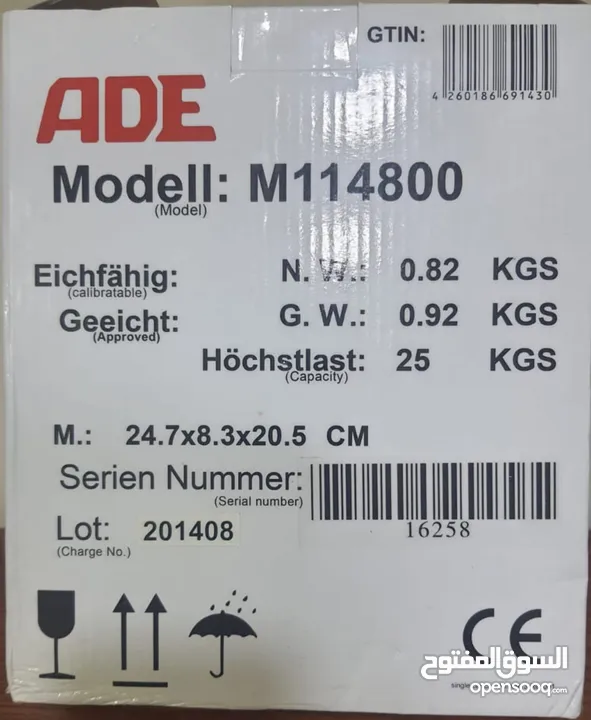 GTIN:
4 260186 691430
ADE
Modell: M114800
(Model)
Eichfähig: N. W.: 0.82 KGS
(calibratable)
Geeicht: G. W.: 0.92 KGS
(Approved)
Höchstlast: 25 KGS
(Capacity)
M.: 24.7x8.3x20.5 CM
Serien Nummer:
(Serial number)
16258
Lot: 201408
(Charge No.)
CE
السوق المفتوح
opensooq.com